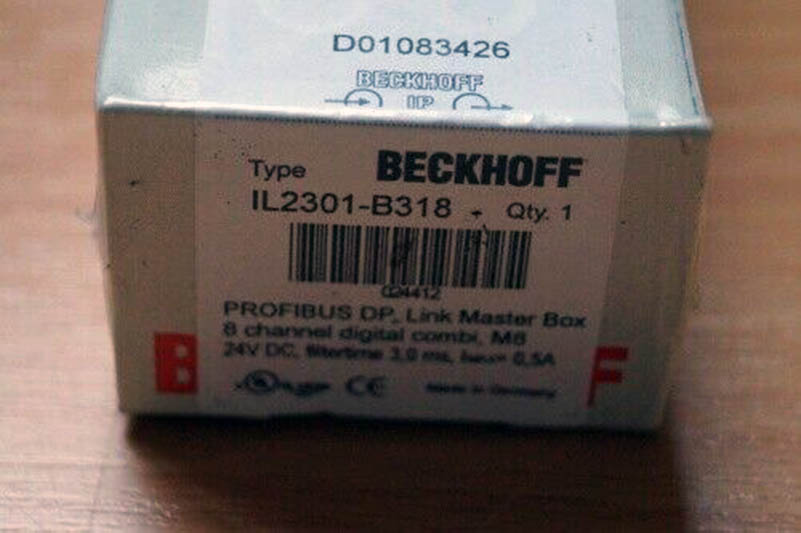 D01083426
BECKHOFF
IP
Type BECKHOFF
IL2301-B318 Qty. 1
024412
PROFIBUS DP, Link Master Box
8 channel digital combi, M8
24V DC, filtertime 3,0 ms, Imax= 0,5A
B F
CE Made in Germany